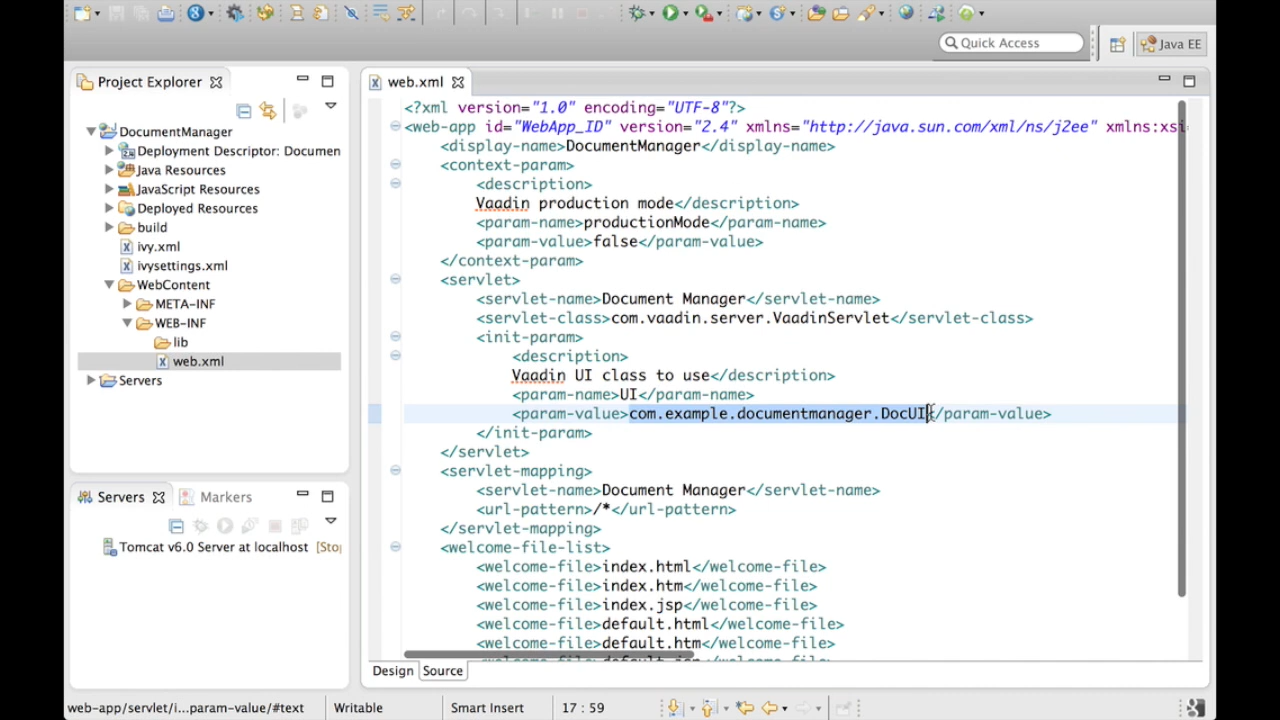 Quick Access
Java EE
Project Explorer
DocumentManager
Deployment Descriptor: Documen
Java Resources
JavaScript Resources
Deployed Resources
build
ivy.xml
ivysettings.xml
WebContent
META-INF
WEB-INF
lib
web.xml
Servers
Servers
Markers
Tomcat v6.0 Server at localhost [Sto
web.xml
<?xml version="1.0" encoding="UTF-8"?>
<web-app id="WebApp_ID" version="2.4" xmlns="http://java.sun.com/xml/ns/j2ee" xmlns:xsi
<display-name>DocumentManager</display-name>
<context-param>
<description>
Vaadin production mode</description>
<param-name>productionMode</param-name>
<param-value>false</param-value>
</context-param>
<servlet>
<servlet-name>Document Manager</servlet-name>
<servlet-class>com.vaadin.server.VaadinServlet</servlet-class>
<init-param>
<description>
Vaadin UI class to use</description>
<param-name>UI</param-name>
<param-value>com.example.documentmanager.DocUI</param-value>
</init-param>
</servlet>
<servlet-mapping>
<servlet-name>Document Manager</servlet-name>
<url-pattern>/*</url-pattern>
</servlet-mapping>
<welcome-file-list>
<welcome-file>index.html</welcome-file>
<welcome-file>index.htm</welcome-file>
<welcome-file>index.jsp</welcome-file>
<welcome-file>default.html</welcome-file>
<welcome-file>default.htm</welcome-file>
Design
Source
web-app/servlet/i...param-value/#text
Writable
Smart Insert
17 : 59